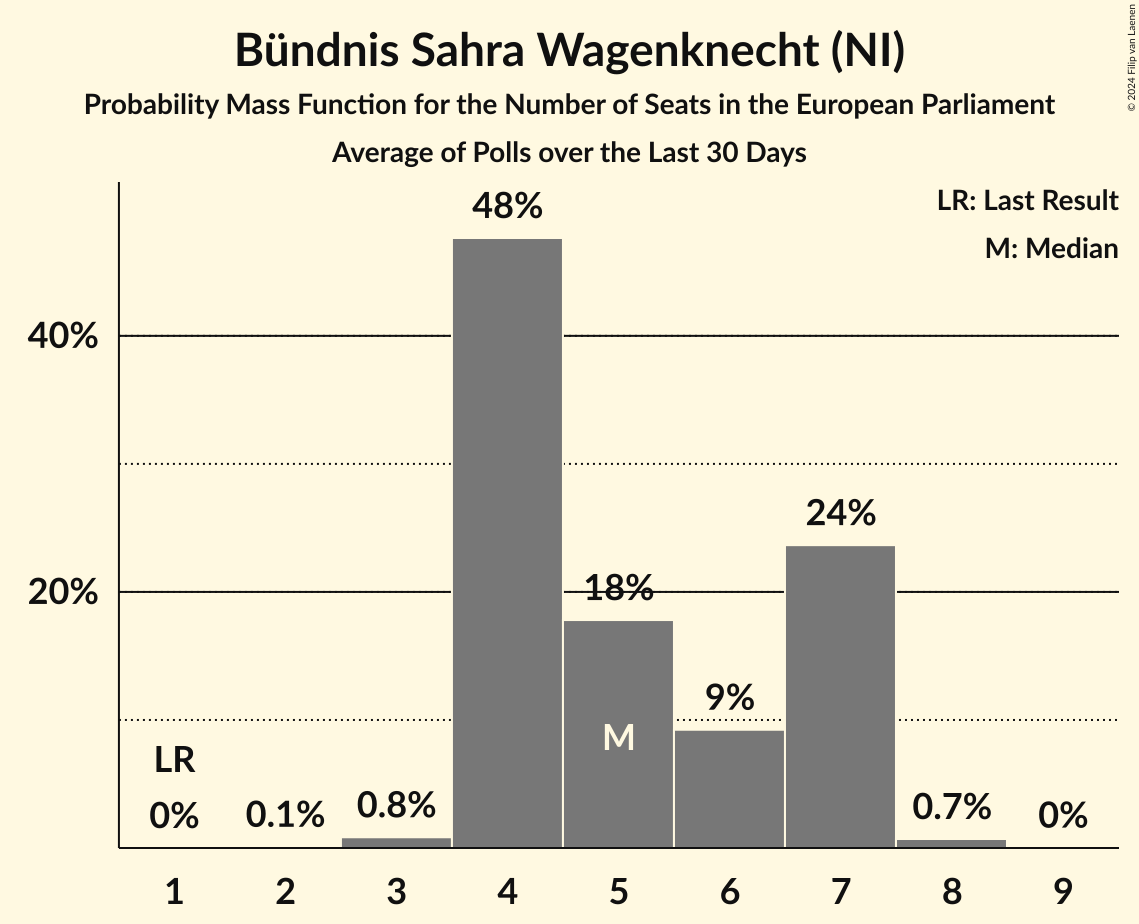 Bündnis Sahra Wagenknecht (NI)
Probability Mass Function for the Number of Seats in the European Parliament
Average of Polls over the Last 30 Days
© 2024 Filip van Laenen
LR: Last Result
M: Median
48%
40%
24%
20%
18%
9%
M
LR
0%
0.1%
0.8%
0.7%
0%
1 2 3 4 5 6 7 8 9